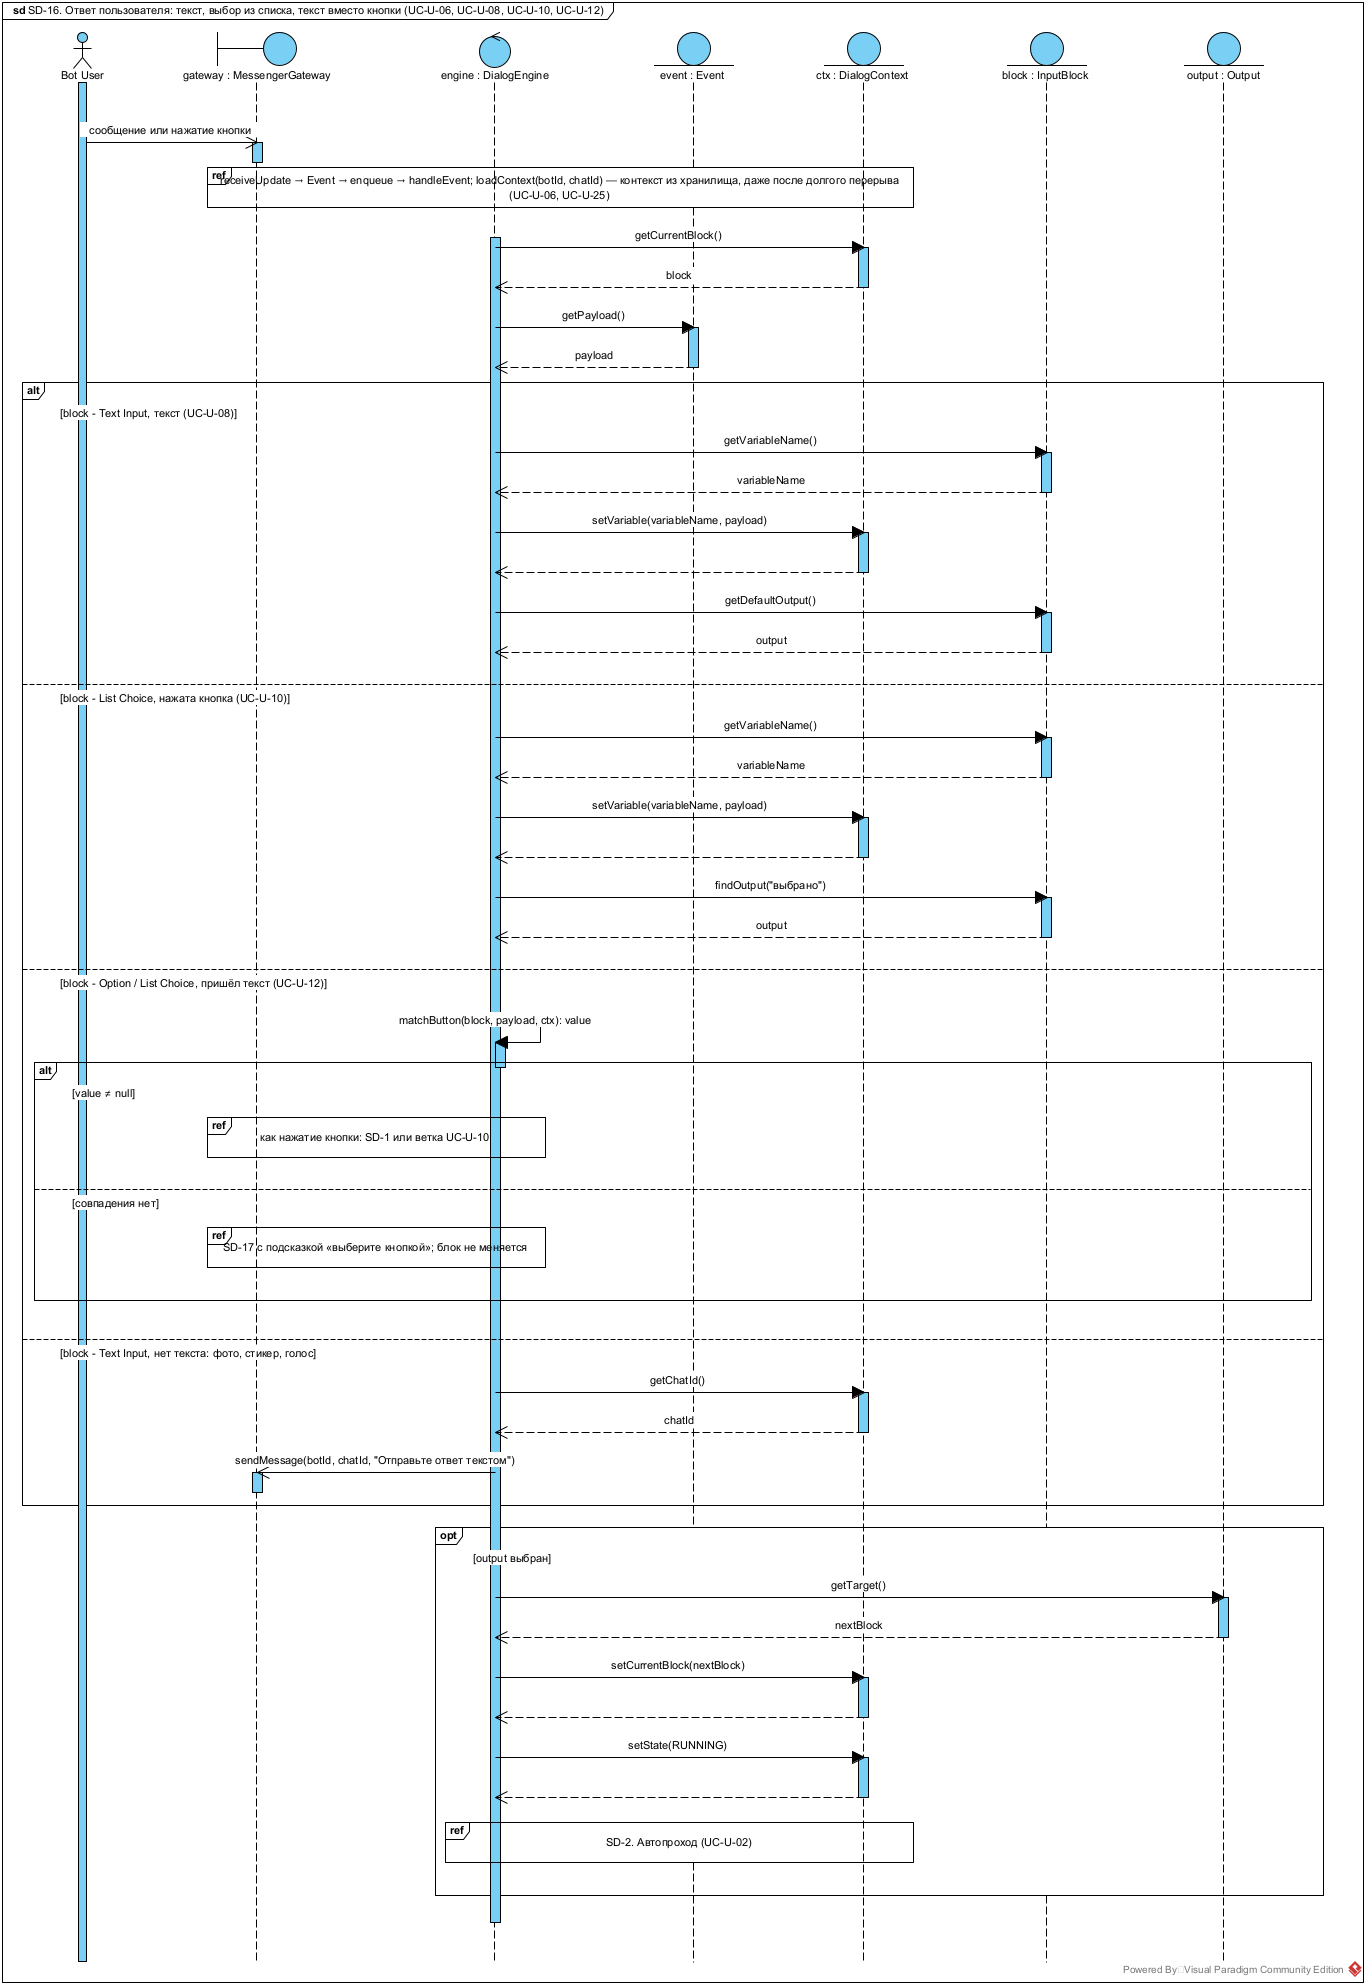 sd SD-16. Ответ пользователя: текст, выбор из списка, текст вместо кнопки (UC-U-06, UC-U-08, UC-U-10, UC-U-12)
Bot User
gateway : MessengerGateway
engine : DialogEngine
event : Event
ctx : DialogContext
block : InputBlock
output : Output
сообщение или нажатие кнопки
ref
receiveUpdate → Event → enqueue → handleEvent; loadContext(botId, chatId) — контекст из хранилища, даже после долгого перерыва
(UC-U-06, UC-U-25)
getCurrentBlock()
block
getPayload()
payload
alt
[block - Text Input, текст (UC-U-08)]
getVariableName()
variableName
setVariable(variableName, payload)
getDefaultOutput()
output
[block - List Choice, нажата кнопка (UC-U-10)]
getVariableName()
variableName
setVariable(variableName, payload)
findOutput("выбрано")
output
[block - Option / List Choice, пришёл текст (UC-U-12)]
matchButton(block, payload, ctx): value
alt
[value ≠ null]
ref
как нажатие кнопки: SD-1 или ветка UC-U-10
[совпадения нет]
ref
SD-17 с подсказкой «выберите кнопкой»; блок не меняется
[block - Text Input, нет текста: фото, стикер, голос]
getChatId()
chatId
sendMessage(botId, chatId, "Отправьте ответ текстом")
opt
[output выбран]
getTarget()
nextBlock
setCurrentBlock(nextBlock)
setState(RUNNING)
ref
SD-2. Автопроход (UC-U-02)
Powered By Visual Paradigm Community Edition